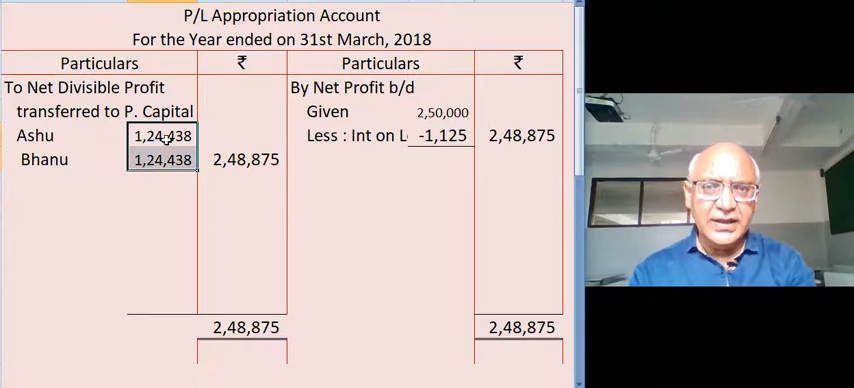 P/L Appropriation Account
For the Year ended on 31st March, 2018
Particulars ₹ Particulars ₹
To Net Divisible Profit By Net Profit b/d
transferred to P. Capital Given 2,50,000
Ashu 1,24,438 Less : Int on L -1,125 2,48,875
Bhanu 1,24,438 2,48,875
2,48,875 2,48,875